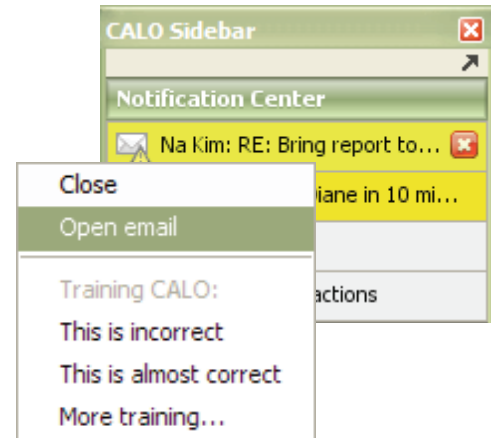 CALO Sidebar
Notification Center
Na Kim: RE: Bring report to...
iane in 10 mi...
actions
Close
Open email
Training CALO:
This is incorrect
This is almost correct
More training...